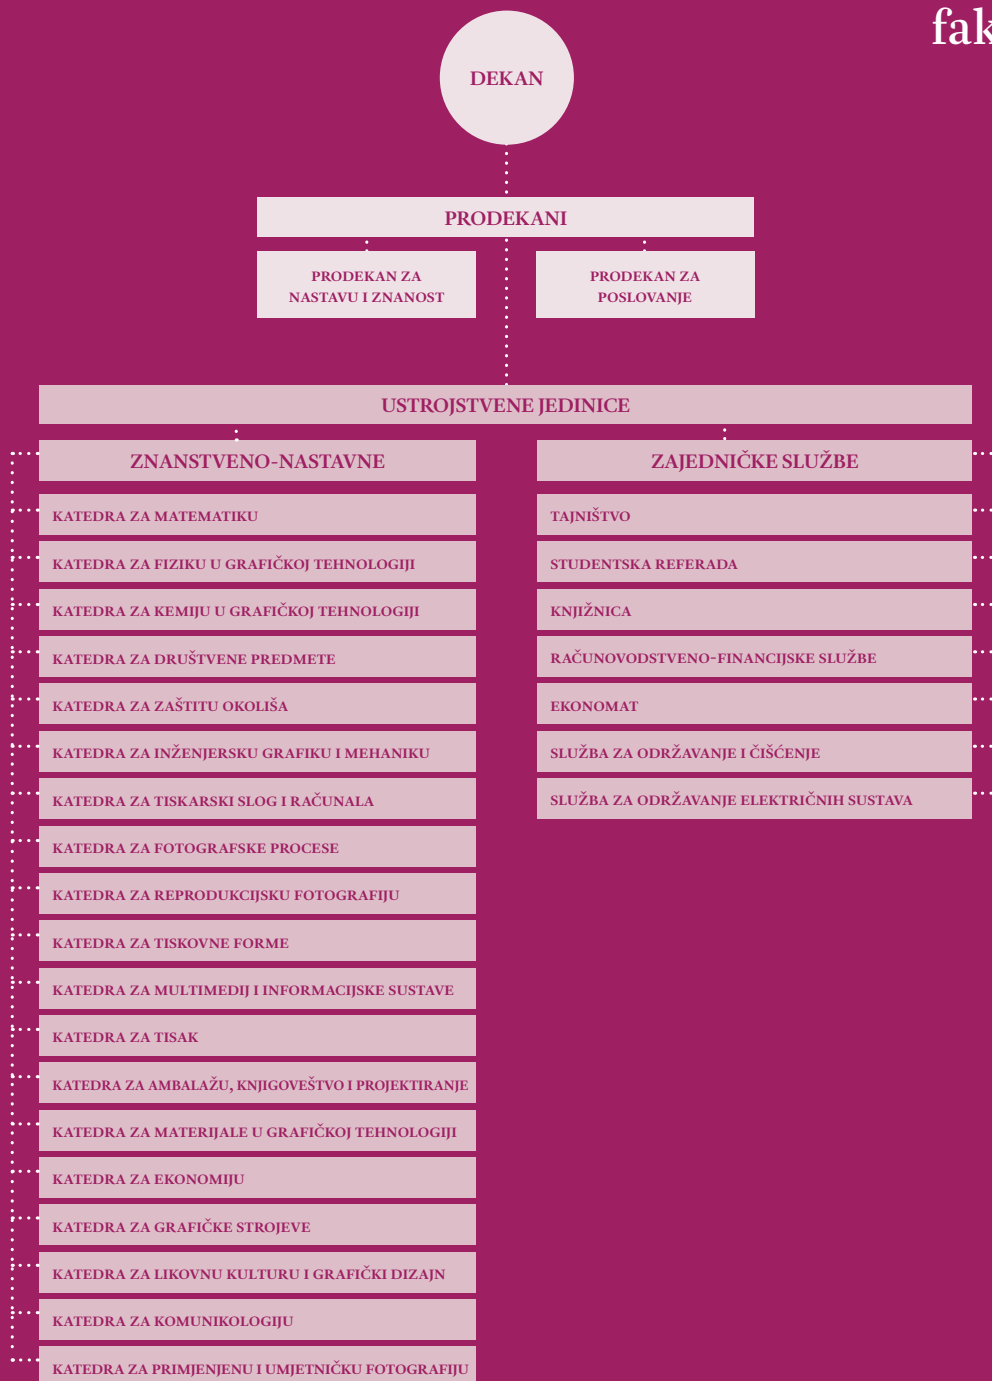 fak
DEKAN
PRODEKANI
PRODEKAN ZA
NASTAVU I ZNANOST
PRODEKAN ZA
POSLOVANJE
USTROJSTVENE JEDINICE
ZNANSTVENO-NASTAVNE
KATEDRA ZA MATEMATIKU
KATEDRA ZA FIZIKU U GRAFIČKOJ TEHNOLOGIJI
KATEDRA ZA KEMIJU U GRAFIČKOJ TEHNOLOGIJI
KATEDRA ZA DRUŠTVENE PREDMETE
KATEDRA ZA ZAŠTITU OKOLIŠA
KATEDRA ZA INŽENJERSKU GRAFIKU I MEHANIKU
KATEDRA ZA TISKARSKI SLOG I RAČUNALA
KATEDRA ZA FOTOGRAFSKE PROCESE
KATEDRA ZA REPRODUKCIJSKU FOTOGRAFIJU
KATEDRA ZA TISKOVNE FORME
KATEDRA ZA MULTIMEDIJ I INFORMACIJSKE SUSTAVE
KATEDRA ZA TISAK
KATEDRA ZA AMBALAŽU, KNJIGOVEŠTVO I PROJEKTIRANJE
KATEDRA ZA MATERIJALE U GRAFIČKOJ TEHNOLOGIJI
KATEDRA ZA EKONOMIJU
KATEDRA ZA GRAFIČKE STROJEVE
KATEDRA ZA LIKOVNU KULTURU I GRAFIČKI DIZAJN
KATEDRA ZA KOMUNIKOLOGIJU
KATEDRA ZA PRIMJENJENU I UMJETNIČKU FOTOGRAFIJU
ZAJEDNIČKE SLUŽBE
TAJNIŠTVO
STUDENTSKA REFERADA
KNJIŽNICA
RAČUNOVODSTVENO-FINANCIJSKE SLUŽBE
EKONOMAT
SLUŽBA ZA ODRŽAVANJE I ČIŠĆENJE
SLUŽBA ZA ODRŽAVANJE ELEKTRIČNIH SUSTAVA